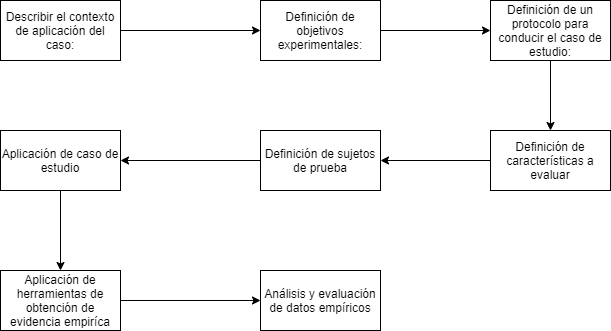 Describir el contexto
de aplicación del
caso:
Definición de
objetivos
experimentales:
Definición de un
protocolo para
conducir el caso de
estudio:
Aplicación de caso de
estudio
Definición de sujetos
de prueba
Definición de
características a
evaluar
Aplicación de
herramientas de
obtención de
evidencia empiríca
Análisis y evaluación
de datos empíricos